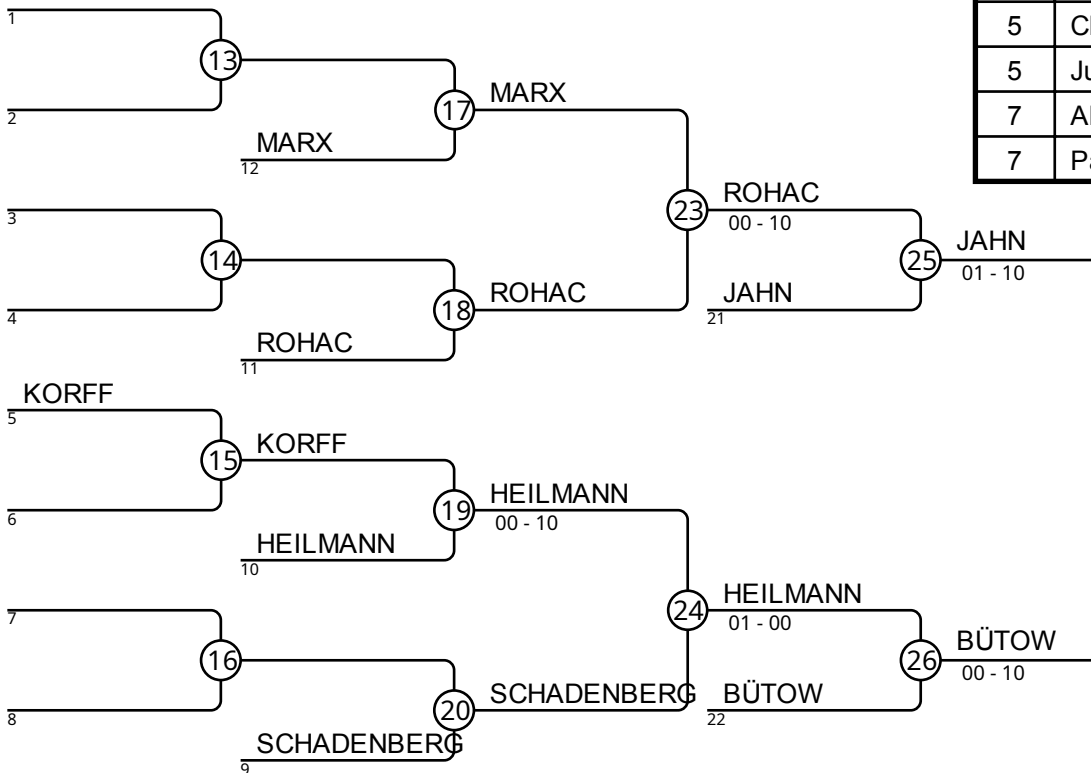 1
13
2
17
MARX
MARX
12
3
14
4
18
ROHAC
ROHAC
11
23
ROHAC
00 - 10
JAHN
21
25
JAHN
01 - 10
KORFF
5
15
6
KORFF
19
HEILMANN
00 - 10
HEILMANN
10
7
16
8
20
SCHADENBERG
SCHADENBERG
9
24
HEILMANN
01 - 00
BÜTOW
22
26
BÜTOW
00 - 10
5
5
7
7